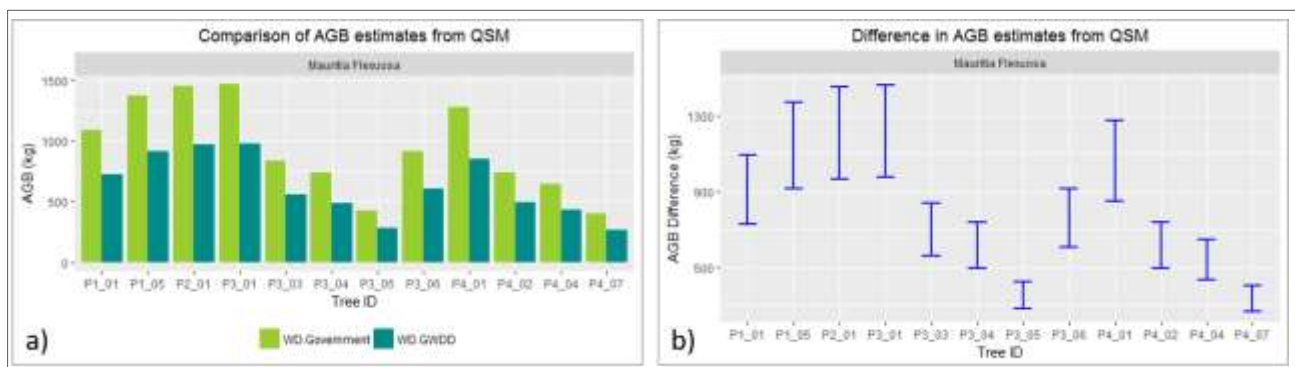 Comparison of AGB estimates from QSM
Mauritia Flexuosa
AGB (kg)
1500
1000
500
0
P1_01 P1_05 P2_01 P3_01 P3_03 P3_04 P3_05 P3_06 P4_01 P4_02 P4_04 P4_07
Tree ID
WD.Government WD.GWDD
a)
Difference in AGB estimates from QSM
Mauritia Flexuosa
AGB Difference (kg)
1300
900
500
P1_01 P1_05 P2_01 P3_01 P3_03 P3_04 P3_05 P3_06 P4_01 P4_02 P4_04 P4_07
Tree ID
b)